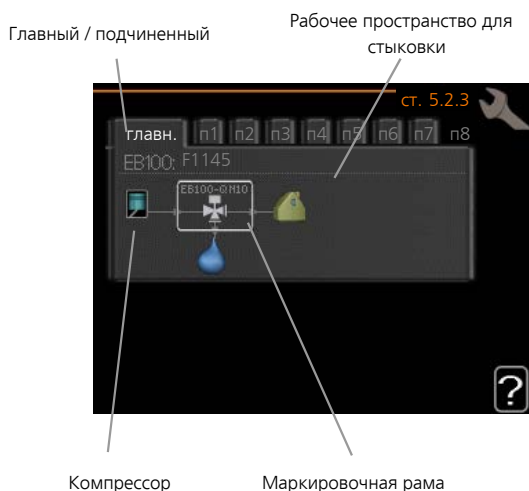 Главный / подчиненный
Рабочее пространство для
стыковки
ст. 5.2.3
главн. п1 п2 п3 п4 п5 п6 п7 п8
EB100: F1145
EB100-QN10
?
Компрессор
Маркировочная рама